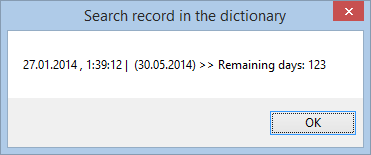 Search record in the dictionary
27.01.2014 , 1:39:12 | (30.05.2014) >> Remaining days: 123
OK